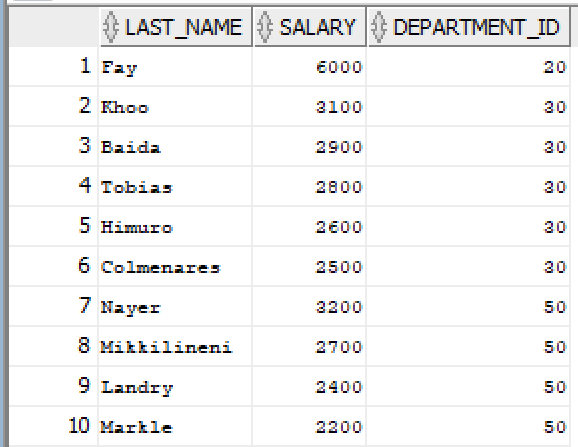 LAST_NAME SALARY DEPARTMENT_ID
1 Fay 6000 20
2 Khoo 3100 30
3 Baida 2900 30
4 Tobias 2800 30
5 Himuro 2600 30
6 Colmenares 2500 30
7 Nayer 3200 50
8 Mikkilineni 2700 50
9 Landry 2400 50
10 Markle 2200 50